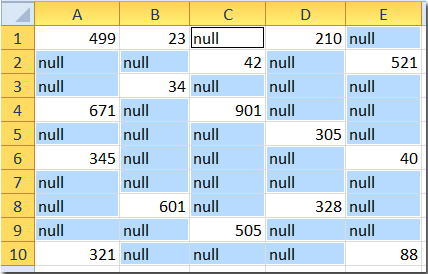 A B C D E
1 499 23 null 210 null
2 null null 42 null 521
3 null 34 null null null
4 671 null 901 null null
5 null null null 305 null
6 345 null null null 40
7 null null null null null
8 null 601 null 328 null
9 null null 505 null null
10 321 null null null 88